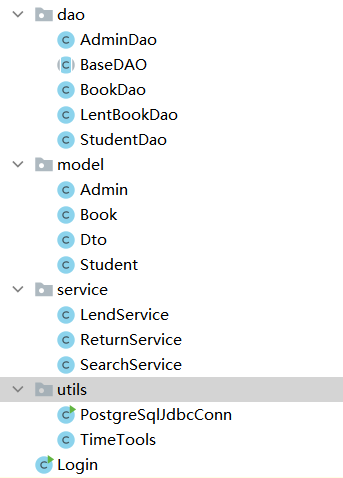 dao
AdminDao
BaseDAO
BookDao
LentBookDao
StudentDao
model
Admin
Book
Dto
Student
service
LendService
ReturnService
SearchService
utils
PostgreSqlJdbcConn
TimeTools
Login